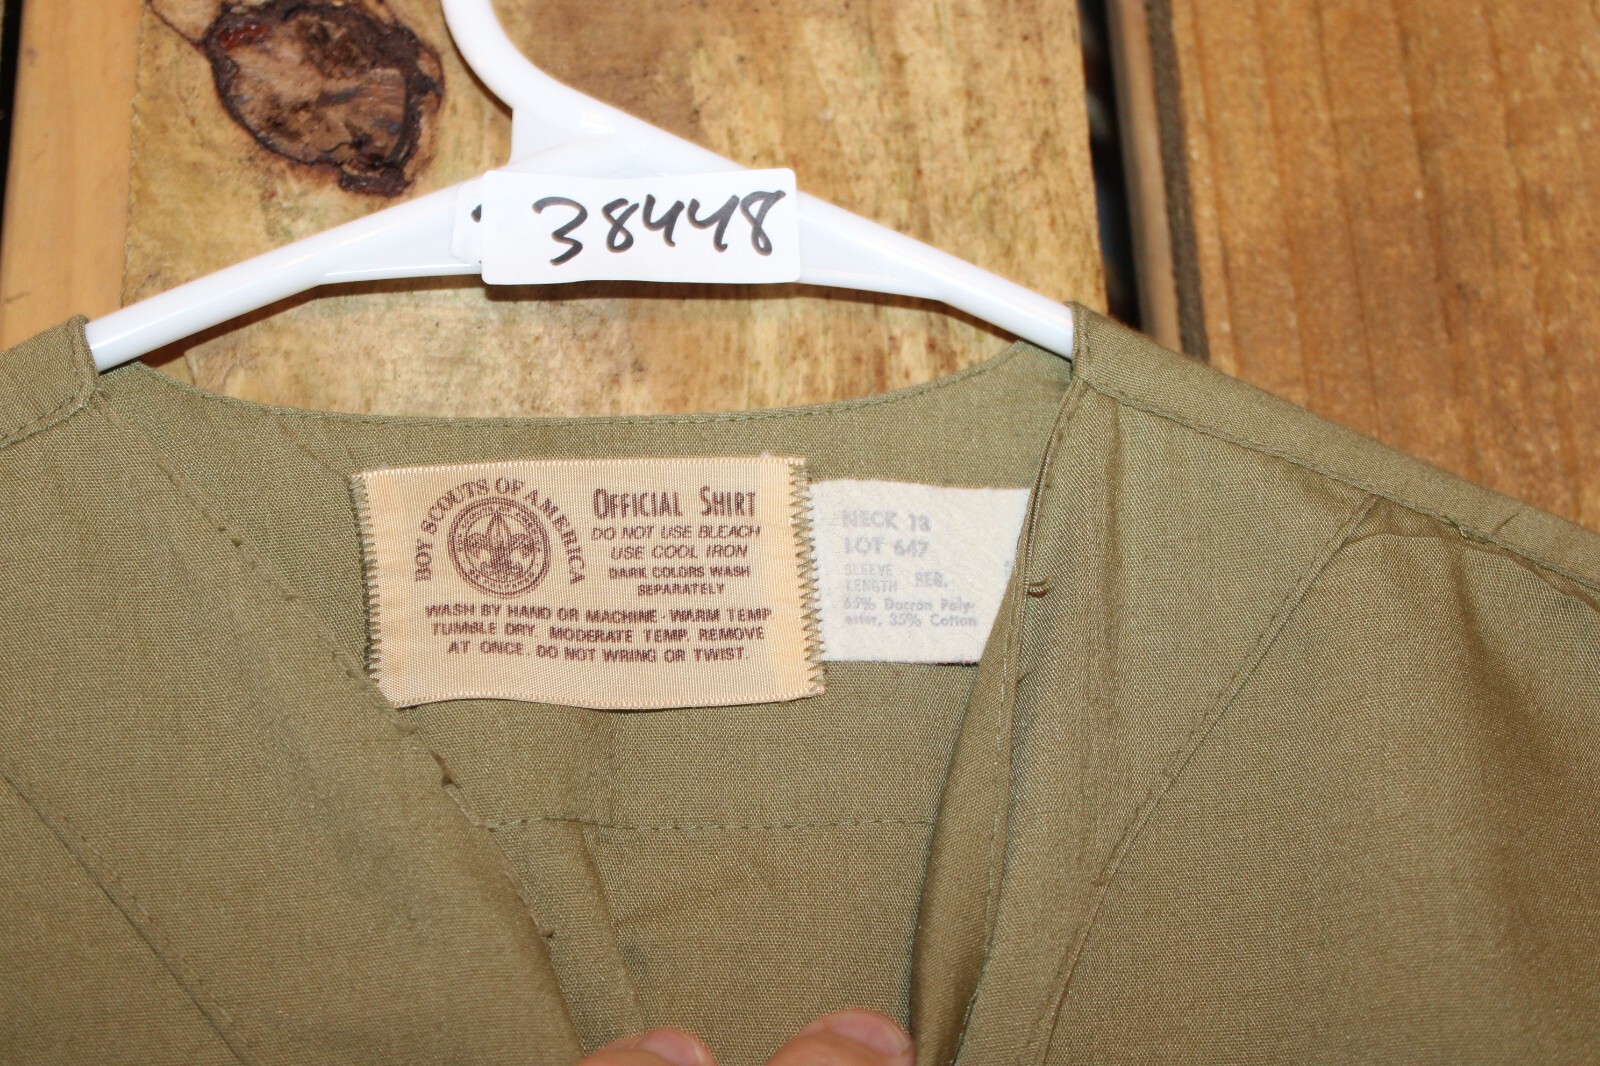 38448
BOY SCOUTS OF AMERICA
OFFICIAL SHIRT
DO NOT USE BLEACH
USE COOL IRON
DARK COLORS WASH
SEPARATELY
WASH BY HAND OR MACHINE - WARM TEMP
TUMBLE DRY, MODERATE TEMP, REMOVE
AT ONCE. DO NOT WRING OR TWIST.
NECK 13
LOT 647
SLEEVE
LENGTH REG.
65% Dacron Poly-
ester, 35% Cotton